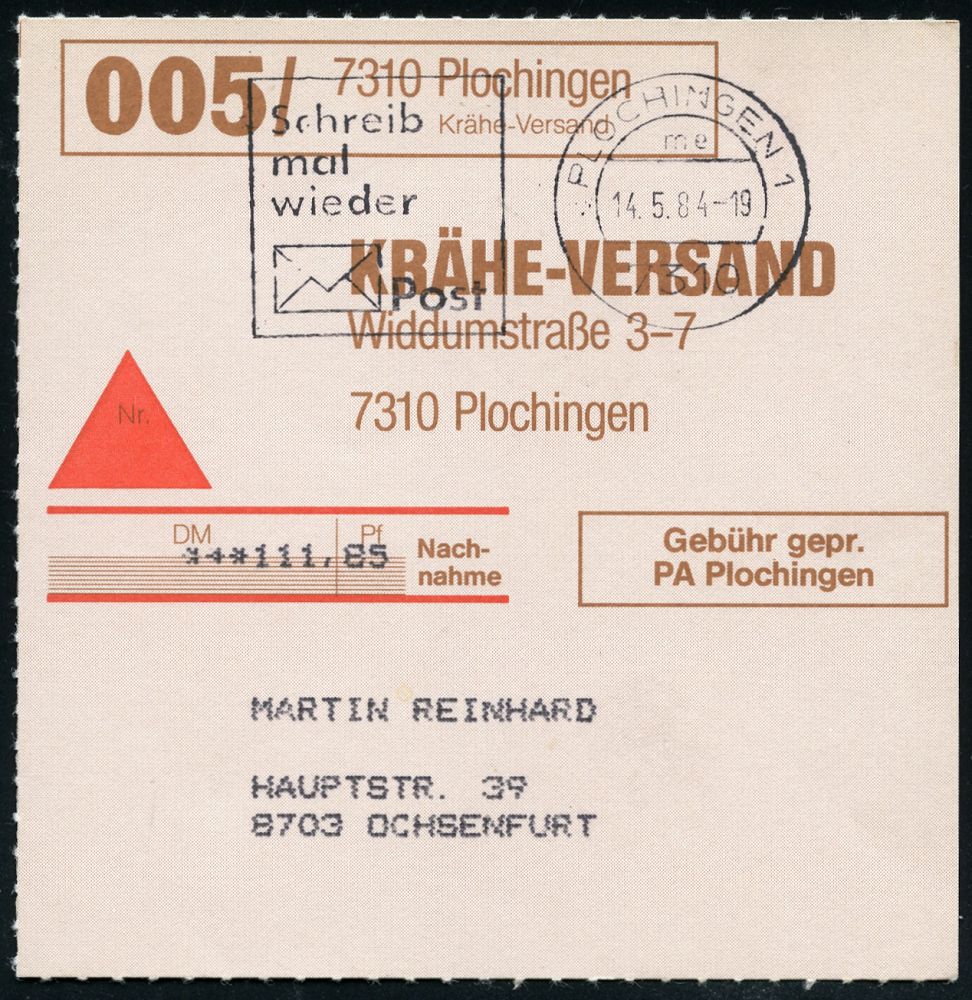 005/ 7310 Plochingen
Krähe-Versand
Schreib
mal
wieder
Post
PLOCHINGEN 1
me
14.5.84-19
7310
KRÄHE-VERSAND
Widdumstraße 3–7
7310 Plochingen
Nr.
DM Pf
***111,85
Nach-
nahme
Gebühr gepr.
PA Plochingen
MARTIN REINHARD
HAUPTSTR. 39
8703 OCHSENFURT